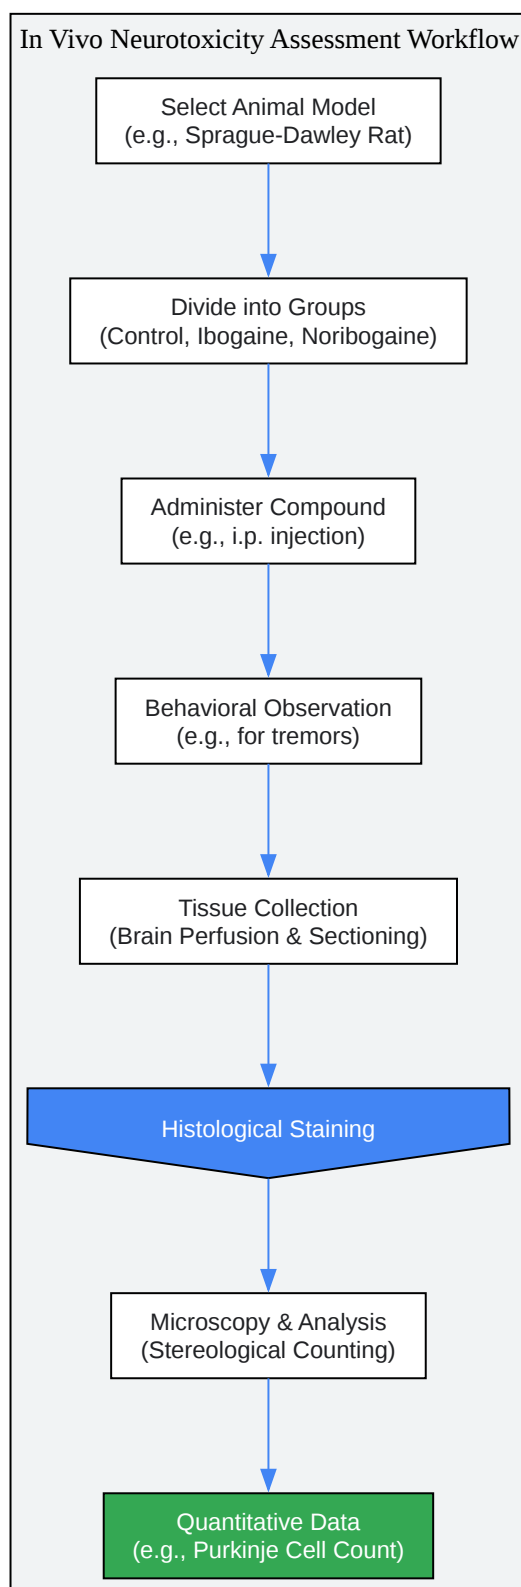 In Vivo Neurotoxicity Assessment Workflow
Select Animal Model
(e.g., Sprague-Dawley Rat)
Divide into Groups
(Control, Ibogaine, Noribogaine)
Administer Compound
(e.g., i.p. injection)
Behavioral Observation
(e.g., for tremors)
Tissue Collection
(Brain Perfusion & Sectioning)
Histological Staining
Microscopy & Analysis
(Stereological Counting)
Quantitative Data
(e.g., Purkinje Cell Count)